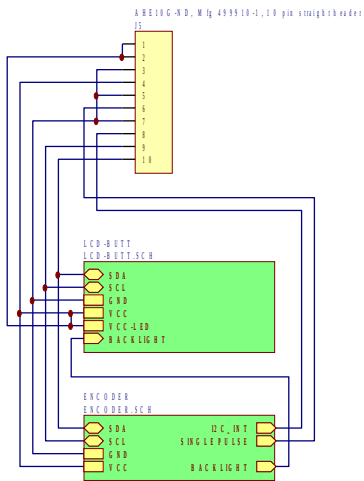 AHE10G-ND, Mfg 499910-1, 10 pin straight header
J5
1
2
3
4
5
6
7
8
9
10
LCD-BUTT
LCD-BUTT.SCH
SDA
SCL
GND
VCC
VCC-LED
BACKLIGHT
ENCODER
ENCODER.SCH
SDA I2C_INT
SCL SINGLEPULSE
GND
VCC BACKLIGHT